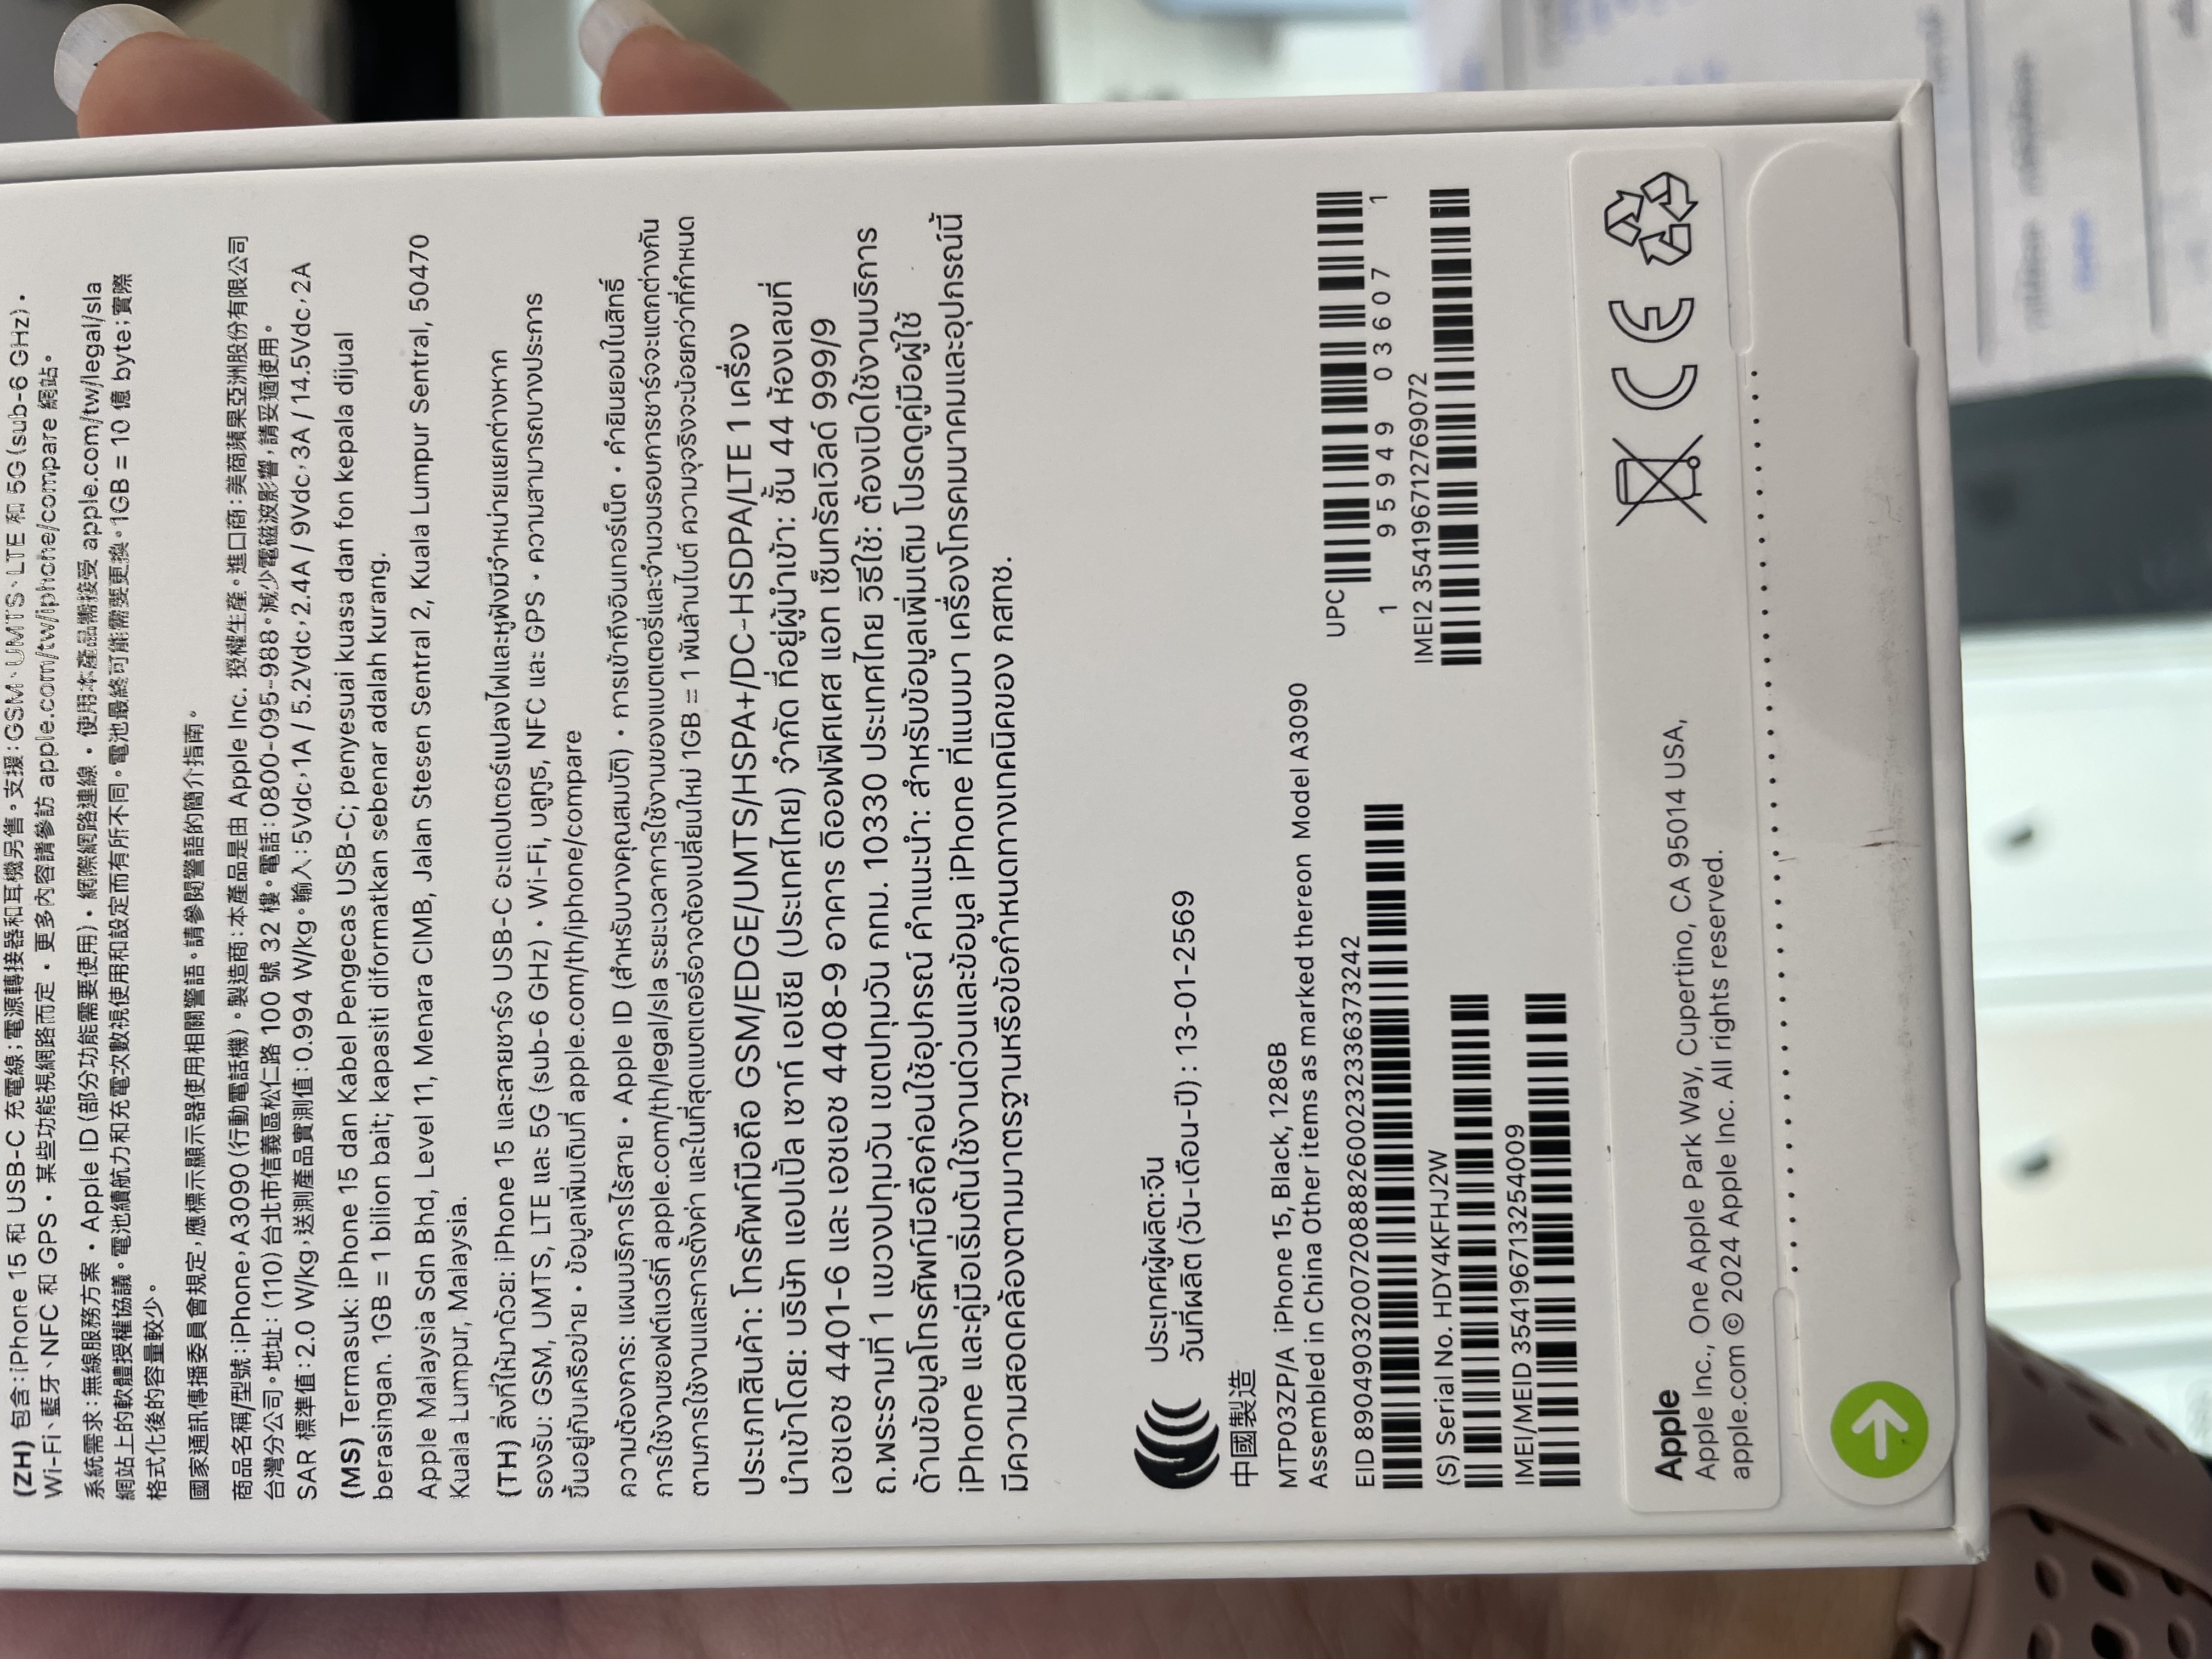 (ZH) 包含：iPhone 15 和 USB-C 充電線；電源轉接器和耳機另售。支援：GSM、UMTS、LTE 和 5G (sub-6 GHz)。
Wi-Fi、藍牙、NFC 和 GPS。某些功能視網路而定。更多內容請參訪 apple.com/tw/iphone/compare 網站。
系統需求：無線服務方案・Apple ID (部分功能需要使用)・網際網路連線・使用本產品需接受 apple.com/tw/legal/sla
網站上的軟體授權協議。電池續航力和充電次數視使用和設定而有所不同。電池最終可能需要更換。1GB = 10 億 byte；實際
格式化後的容量較少。
國家通訊傳播委員會規定，應標示顯示器使用相關警語。請參閱警語的簡介指南。
商品名稱/型號：iPhone，A3090 (行動電話機)。製造商：本產品是由 Apple Inc. 授權生產。進口商：美商蘋果亞洲股份有限公司
台灣分公司。地址：(110) 台北市信義區松仁路 100 號 32 樓。電話：0800-095-988。減少電磁波影響，請妥適使用。
SAR 標準值：2.0 W/kg，送測產品實測值：0.994 W/kg。輸入：5Vdc，1A / 5.2Vdc，2.4A / 9Vdc，3A / 14.5Vdc，2A
(MS) Termasuk: iPhone 15 dan Kabel Pengecas USB-C; penyesuai kuasa dan fon kepala dijual
berasingan. 1GB = 1 bilion bait; kapasiti diformatkan sebenar adalah kurang.
Apple Malaysia Sdn Bhd, Level 11, Menara CIMB, Jalan Stesen Sentral 2, Kuala Lumpur Sentral, 50470
Kuala Lumpur, Malaysia.
(TH) สิ่งที่ให้มาด้วย: iPhone 15 และสายชาร์จ USB-C อะแดปเตอร์แปลงไฟและหูฟังมีจำหน่ายแยกต่างหาก
รองรับ: GSM, UMTS, LTE และ 5G (sub-6 GHz) • Wi-Fi, บลูทูธ, NFC และ GPS • ความสามารถบางประการ
ขึ้นอยู่กับเครือข่าย • ข้อมูลเพิ่มเติมที่ apple.com/th/iphone/compare
ความต้องการ: แผนบริการไร้สาย • Apple ID (สำหรับบางคุณสมบัติ) • การเข้าถึงอินเทอร์เน็ต • คำยินยอมในสิทธิ์
การใช้งานซอฟต์แวร์ที่ apple.com/th/legal/sla ระยะเวลาการใช้งานของแบตเตอรี่และจำนวนรอบการชาร์จจะแตกต่างกัน
ตามการใช้งานและการตั้งค่า และในที่สุดแบตเตอรี่อาจต้องเปลี่ยนใหม่ 1GB = 1 พันล้านไบต์ ความจุจริงจะน้อยกว่าที่กำหนด
ประเภทสินค้า: โทรศัพท์มือถือ GSM/EDGE/UMTS/HSPA+/DC-HSDPA/LTE 1 เครื่อง
นำเข้าโดย: บริษัท แอปเปิล เซาท์ เอเชีย (ประเทศไทย) จำกัด ที่อยู่ผู้นำเข้า: ชั้น 44 ห้องเลขที่
เอชเอช 4401-6 และ เอชเอช 4408-9 อาคาร ดิออฟฟิศเศส แอท เซ็นทรัลเวิลด์ 999/9
ถ.พระรามที่ 1 แขวงปทุมวัน เขตปทุมวัน กทม. 10330 ประเทศไทย วิธีใช้: ต้องเปิดใช้งานบริการ
ด้านข้อมูลโทรศัพท์มือถือก่อนใช้อุปกรณ์ คำแนะนำ: สำหรับข้อมูลเพิ่มเติม โปรดดูคู่มือผู้ใช้
iPhone และคู่มือเริ่มต้นใช้งานด่วนและข้อมูล iPhone ที่แนบมา เครื่องโทรคมนาคมและอุปกรณ์นี้
มีความสอดคล้องตามมาตรฐานหรือข้อกำหนดทางเทคนิคของ กสทช.
ประเทศผู้ผลิต:จีน
วันที่ผลิต (วัน-เดือน-ปี) : 13-01-2569
中國製造
MTP03ZP/A iPhone 15, Black, 128GB
Assembled in China Other items as marked thereon Model A3090
EID 89049032007208882600232336373242
UPC
1 95949 03607 1
(S) Serial No. HDY4KFHJ2W
IMEI2 354196712769072
IMEI/MEID 354196713254009
Apple
Apple Inc., One Apple Park Way, Cupertino, CA 95014 USA,
apple.com © 2024 Apple Inc. All rights reserved.
CE